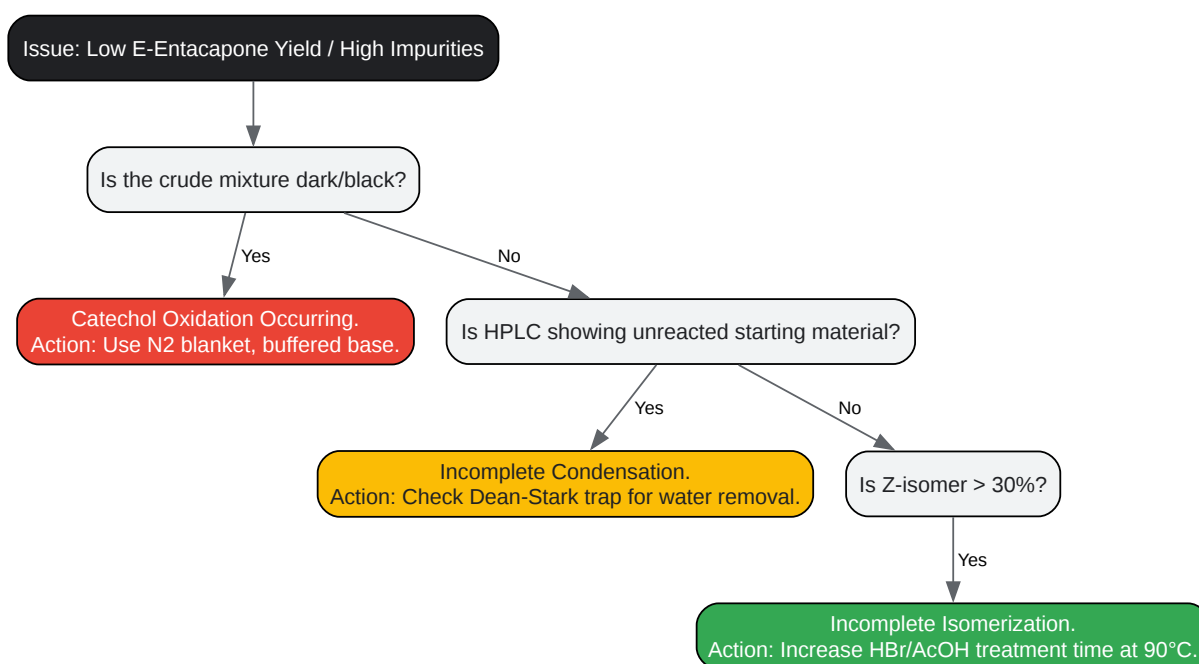 Issue: Low E-Entacapone Yield / High Impurities
Is the crude mixture dark/black?
Yes
No
Catechol Oxidation Occurring.
Action: Use N2 blanket, buffered base.
Is HPLC showing unreacted starting material?
Yes
No
Incomplete Condensation.
Action: Check Dean-Stark trap for water removal.
Is Z-isomer > 30%?
Yes
Incomplete Isomerization.
Action: Increase HBr/AcOH treatment time at 90°C.